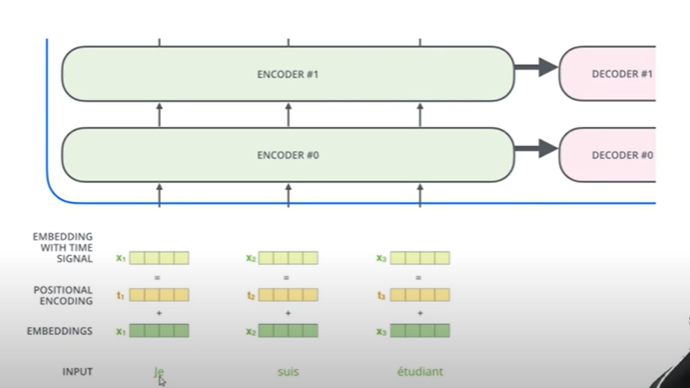 ENCODER #1
DECODER #1
ENCODER #0
DECODER #0
EMBEDDING
WITH TIME
SIGNAL
x₁
x₂
x₃
=
=
=
POSITIONAL
ENCODING
t₁
t₂
t₃
+
+
+
EMBEDDINGS
x₁
x₂
x₃
INPUT
Je
suis
étudiant